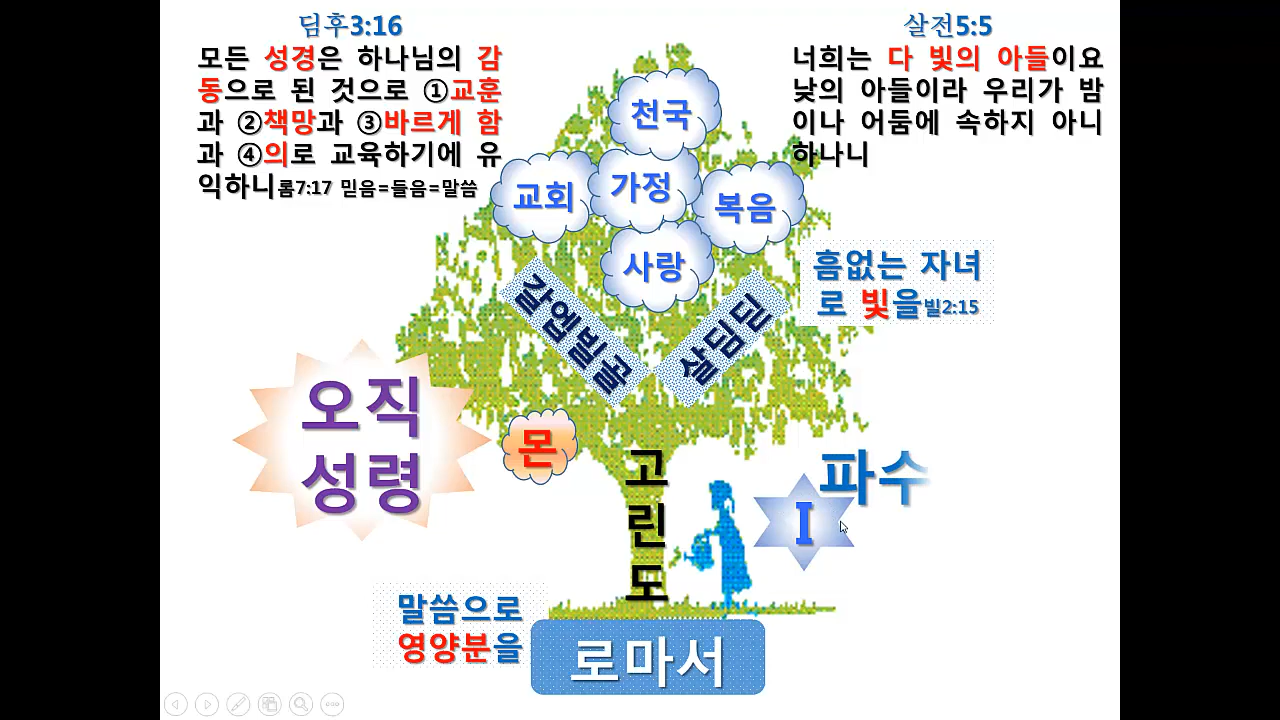 딤후3:16
모든 성경은 하나님의 감
동으로 된 것으로 ①교훈
과 ②책망과 ③바르게 함
과 ④의로 교육하기에 유
익하니롬7:17 믿음=들음=말씀
살전5:5
너희는 다 빛의 아들이요
낮의 아들이라 우리가 밤
이나 어둠에 속하지 아니
하나니
천국
교회
가정
복음
사랑
갈엡빌골
살딤딛
흠없는 자녀
로 빛을빌2:15
오직
성령
몬
고
린
도
파수
I
말씀으로
영양분을
로마서